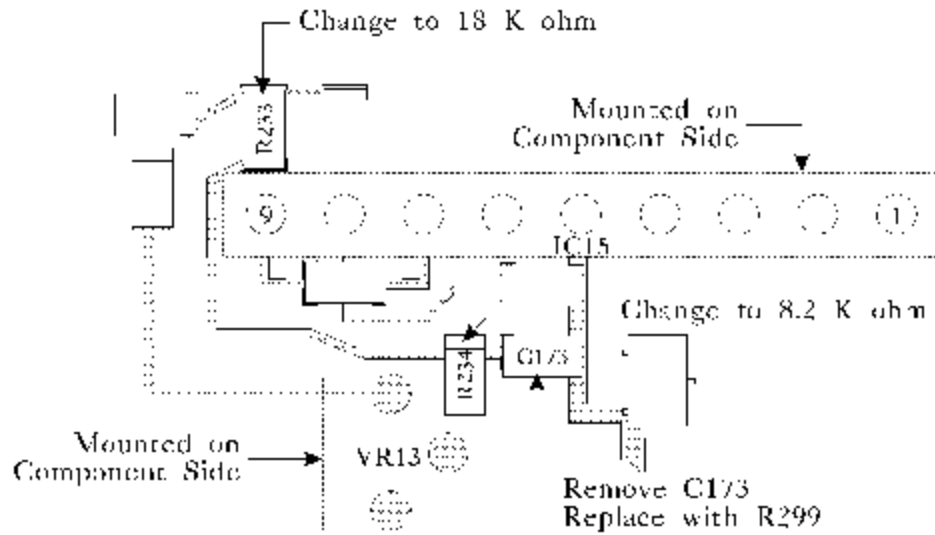 Change to 18 K ohm
R233
Mounted on
Component Side
9
1
IC15
Change to 8.2 K ohm
R234
C173
Mounted on
Component Side
VR13
Remove C173
Replace with R299